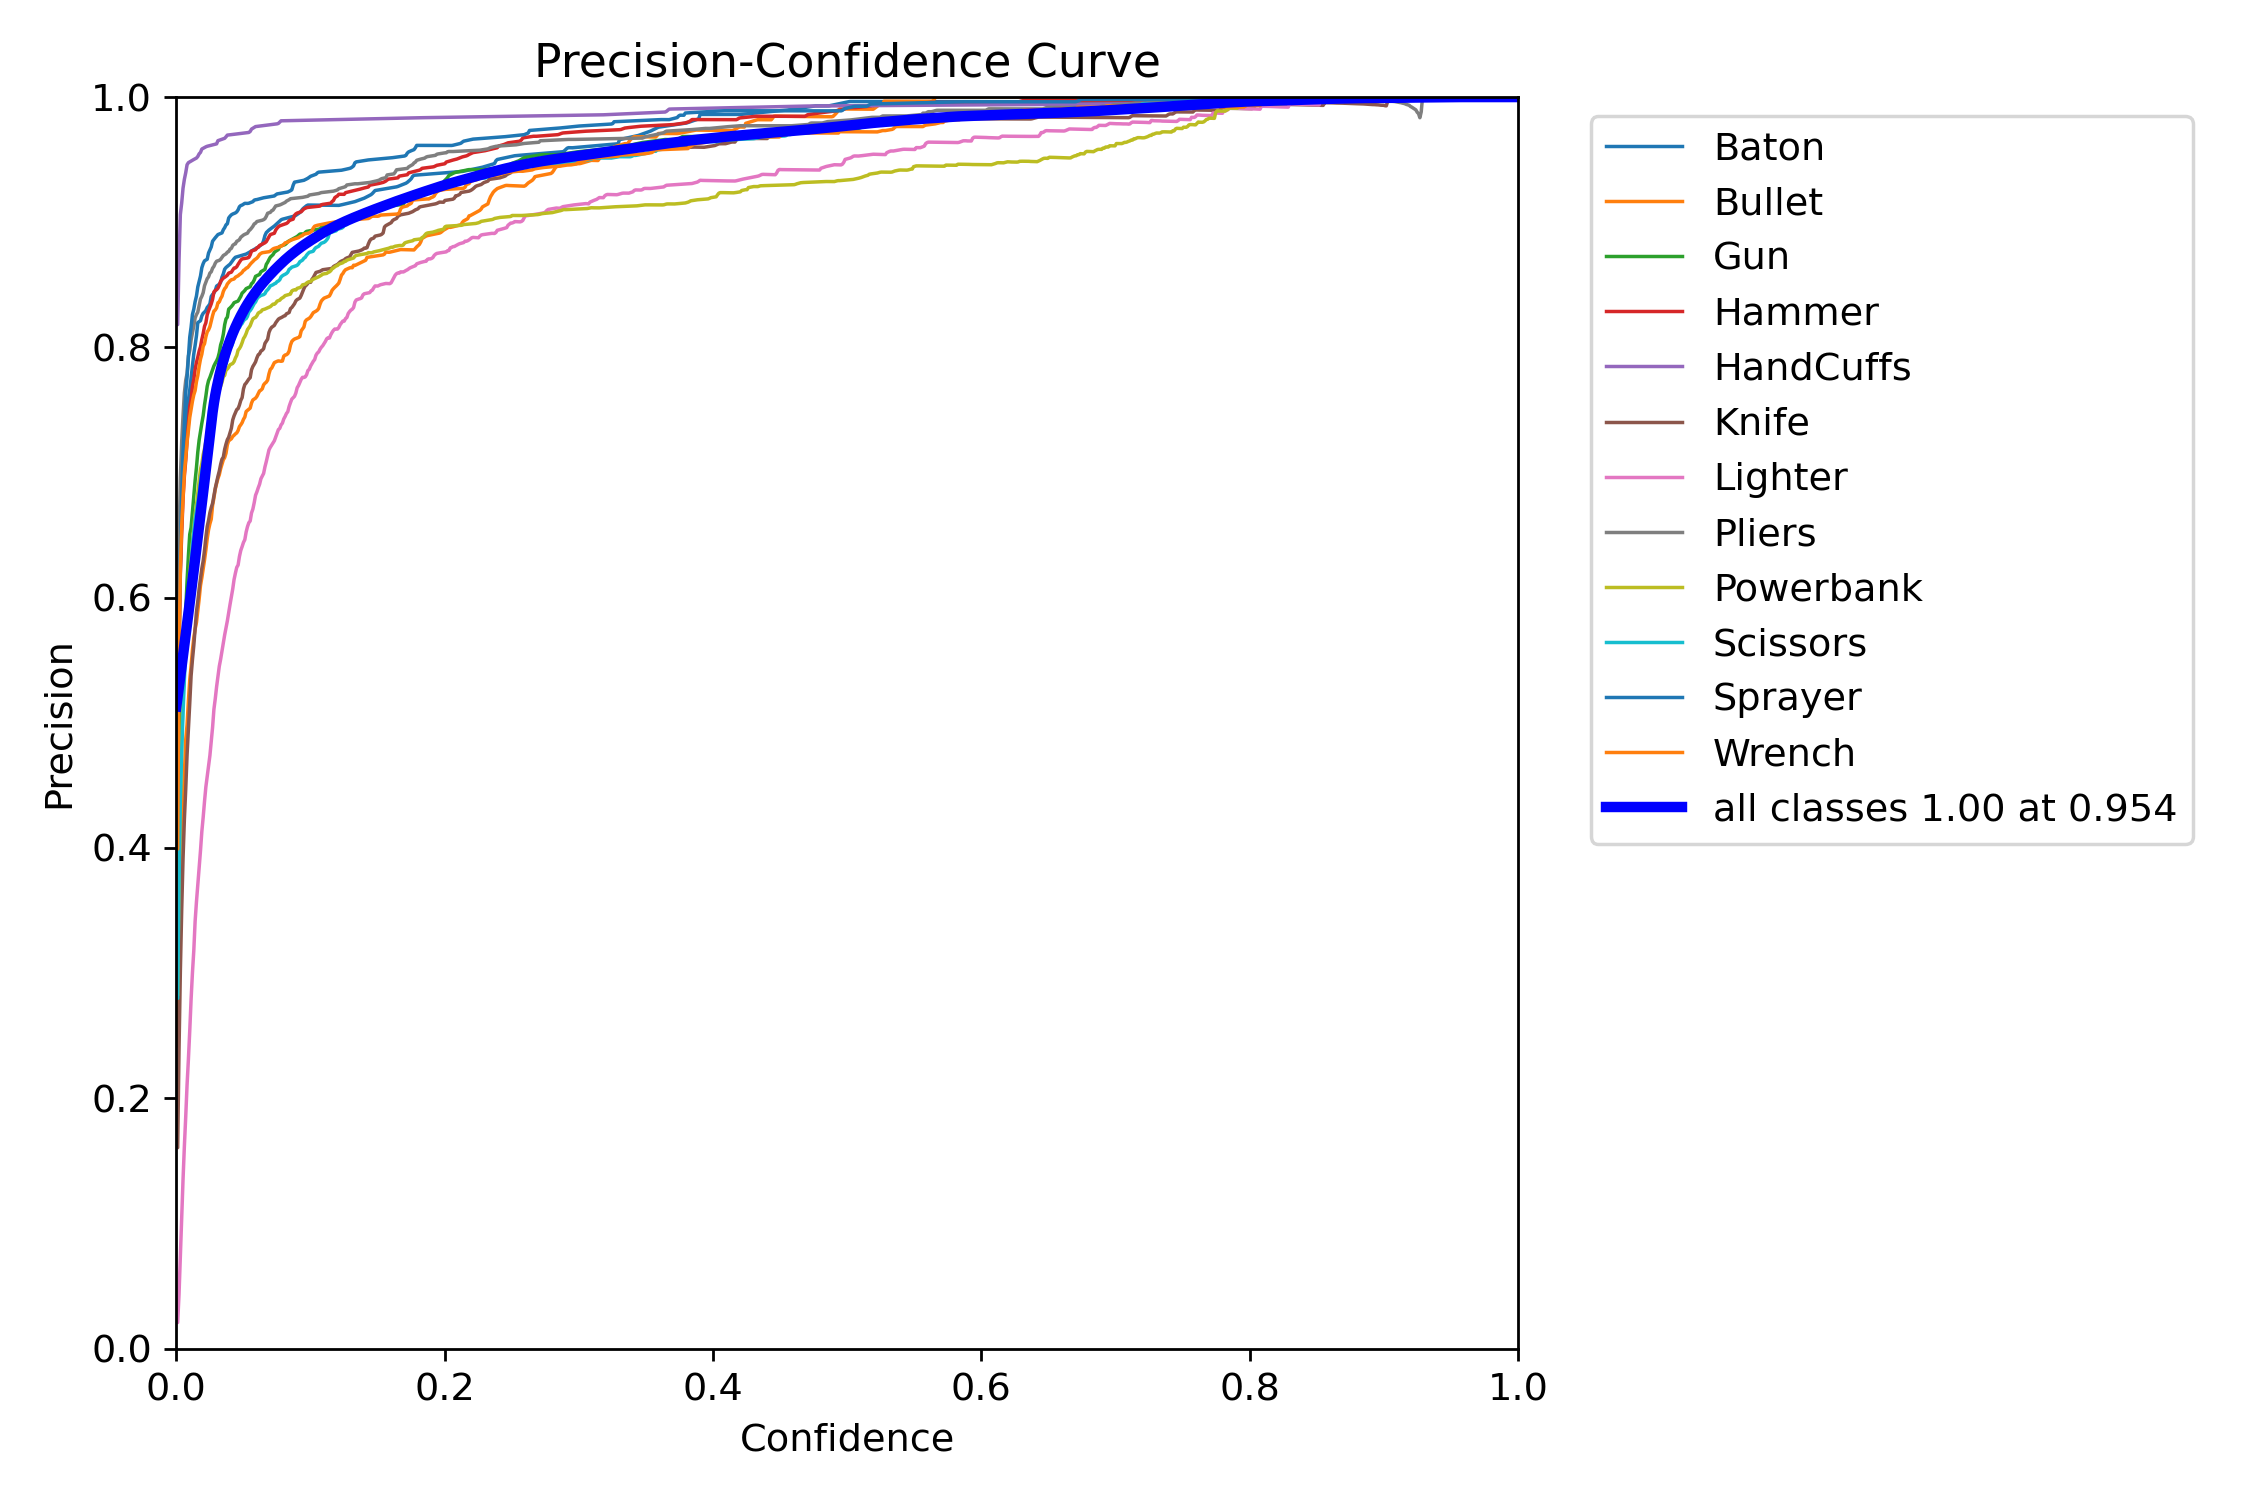 Precision-Confidence Curve
1.0
0.8
0.6
0.4
0.2
0.0
Precision
0.0 0.2 0.4 0.6 0.8 1.0
Confidence
Baton
Bullet
Gun
Hammer
HandCuffs
Knife
Lighter
Pliers
Powerbank
Scissors
Sprayer
Wrench
all classes 1.00 at 0.954